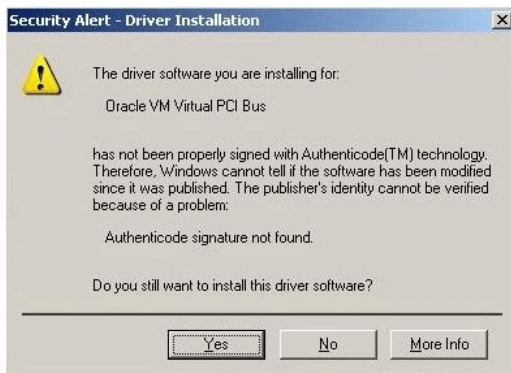 Security Alert - Driver Installation
The driver software you are installing for:
Oracle VM Virtual PCI Bus
has not been properly signed with Authenticode(TM) technology.
Therefore, Windows cannot tell if the software has been modified
since it was published. The publisher's identity cannot be verified
because of a problem:
Authenticode signature not found.
Do you still want to install this driver software?
Yes
No
More Info